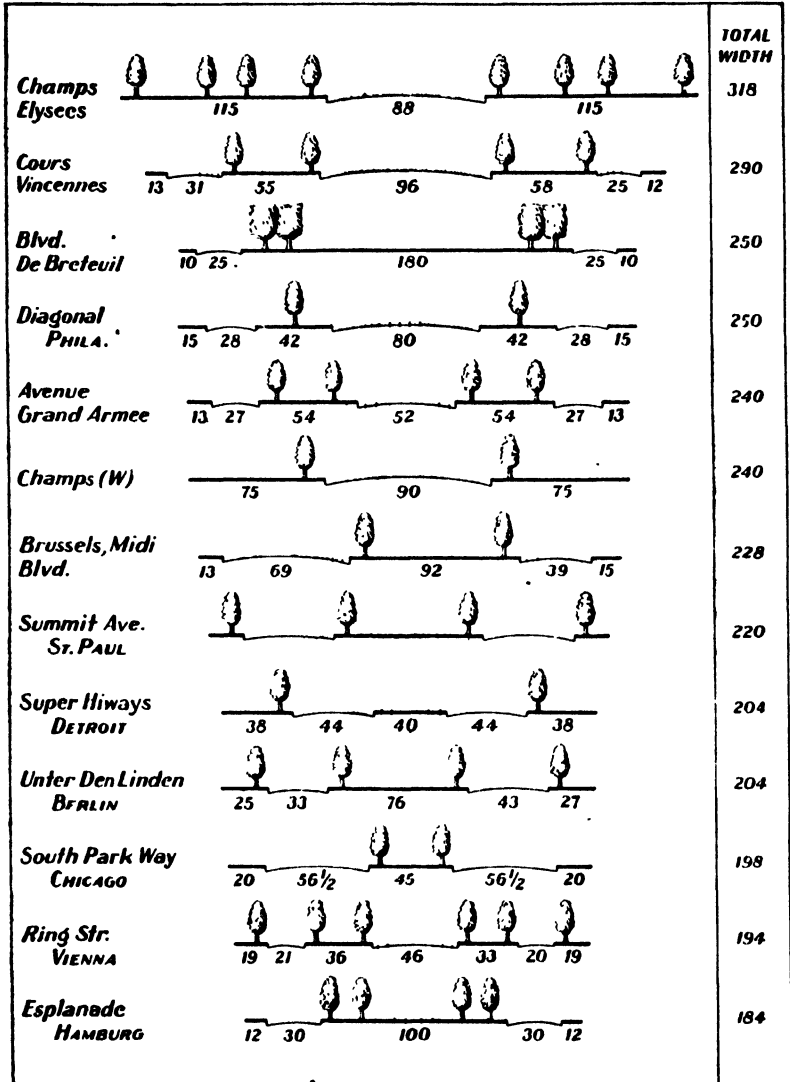 TOTAL
WIDTH
Champs
Elysees
115 88 115
318
Cours
Vincennes
13 31 55 96 58 25 12
290
Blvd.
De Breteuil
10 25 180 25 10
250
Diagonal
PHILA.
15 28 42 80 42 28 15
250
Avenue
Grand Armee
13 27 54 52 54 27 13
240
Champs (W)
75 90 75
240
Brussels, Midi
Blvd.
13 69 92 39 15
228
Summit Ave.
ST. PAUL
220
Super Hiways
DETROIT
38 44 40 44 38
204
Unter Den Linden
BERLIN
25 33 76 43 27
204
South Park Way
CHICAGO
20 56 1/2 45 56 1/2 20
198
Ring Str.
VIENNA
19 21 36 46 33 20 19
194
Esplanade
HAMBURG
12 30 100 30 12
184